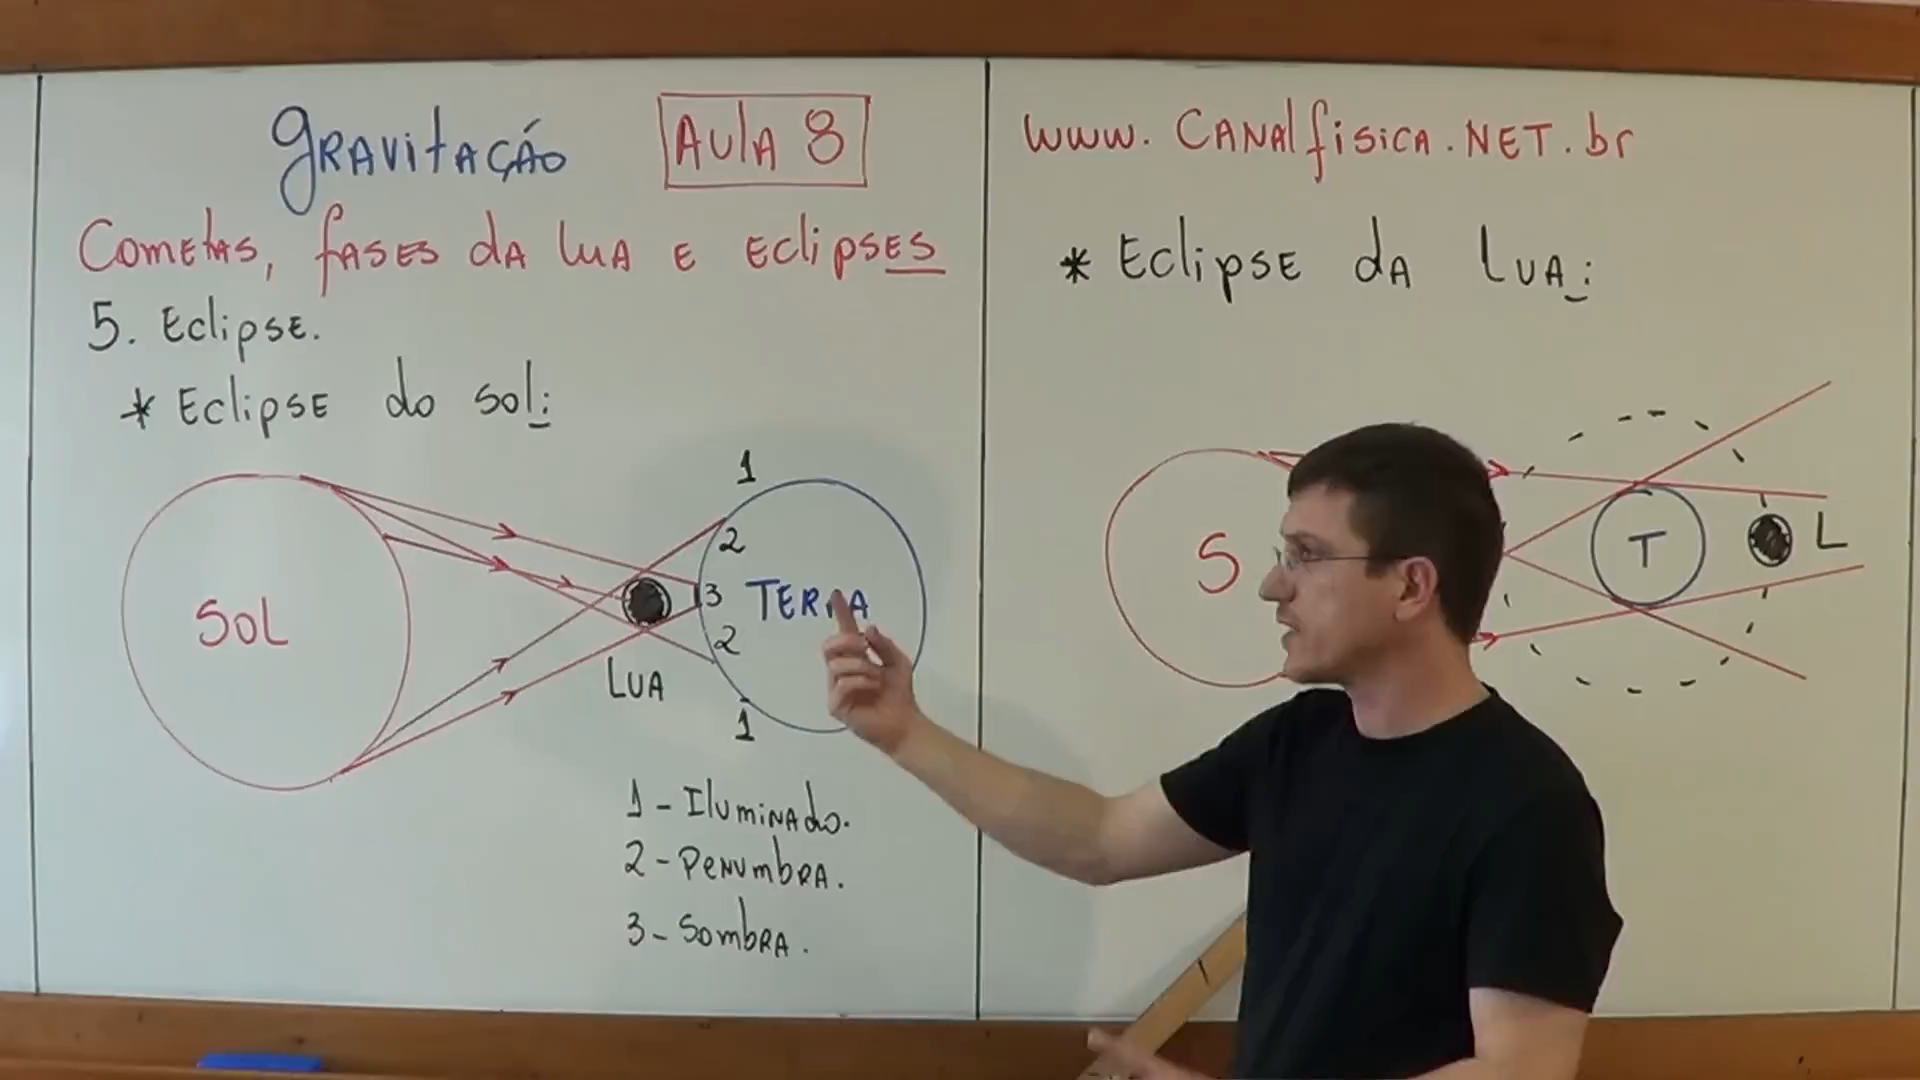 Gravitação
Aula 8
Cometas, fases da lua e eclipses
5. Eclipse.
* Eclipse do sol:
1
2
3
2
1
SOL
LUA
TERRA
1 - Iluminado.
2 - Penumbra.
3 - Sombra.
www.canalfisica.net.br
* Eclipse da lua:
S
T
L